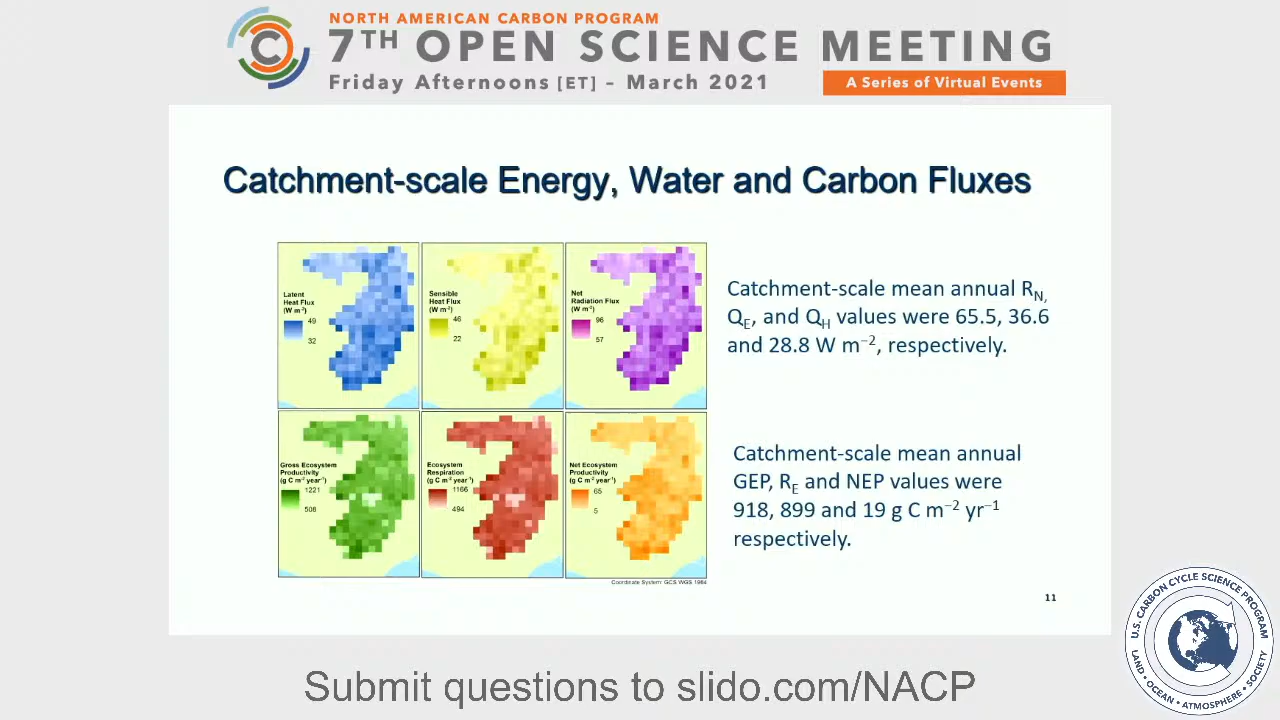 NORTH AMERICAN CARBON PROGRAM
7TH OPEN SCIENCE MEETING
Friday Afternoons [ET] – March 2021
A Series of Virtual Events
C
Catchment-scale Energy, Water and Carbon Fluxes
Latent
Heat Flux
(W m-2)
49
32
Sensible
Heat Flux
(W m-2)
46
22
Net
Radiation Flux
(W m-2)
96
57
Catchment-scale mean annual RN,
QE, and QH values were 65.5, 36.6
and 28.8 W m−2, respectively.
Gross Ecosystem
Productivity
(g C m-2 year-1)
1221
508
Ecosystem
Respiration
(g C m-2 year-1)
1166
494
Net Ecosystem
Productivity
(g C m-2 year-1)
65
5
Catchment-scale mean annual
GEP, RE and NEP values were
918, 899 and 19 g C m−2 yr−1
respectively.
Coordinate System: GCS WGS 1984
11
U.S. CARBON CYCLE SCIENCE PROGRAM
LAND • OCEAN • ATMOSPHERE • SOCIETY
Submit questions to slido.com/NACP